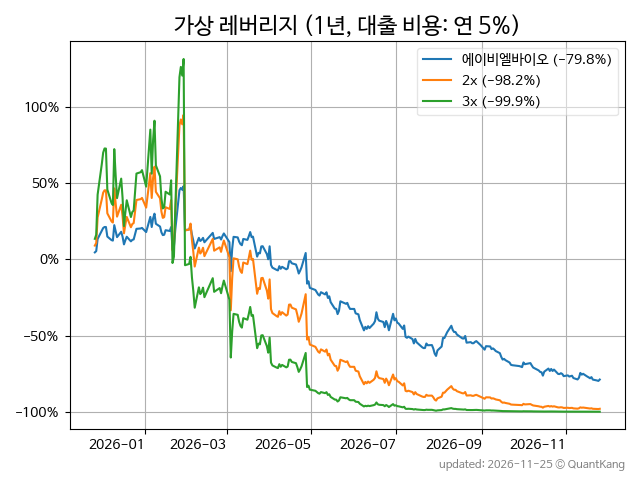 가상 레버리지 (1년, 대출 비용: 연 5%)
에이비엘바이오 (−79.8%)
2x (−98.2%)
3x (−99.9%)
100%
50%
0%
−50%
−100%
2026-01
2026-03
2026-05
2026-07
2026-09
2026-11
updated: 2026-11-25 © QuantKang